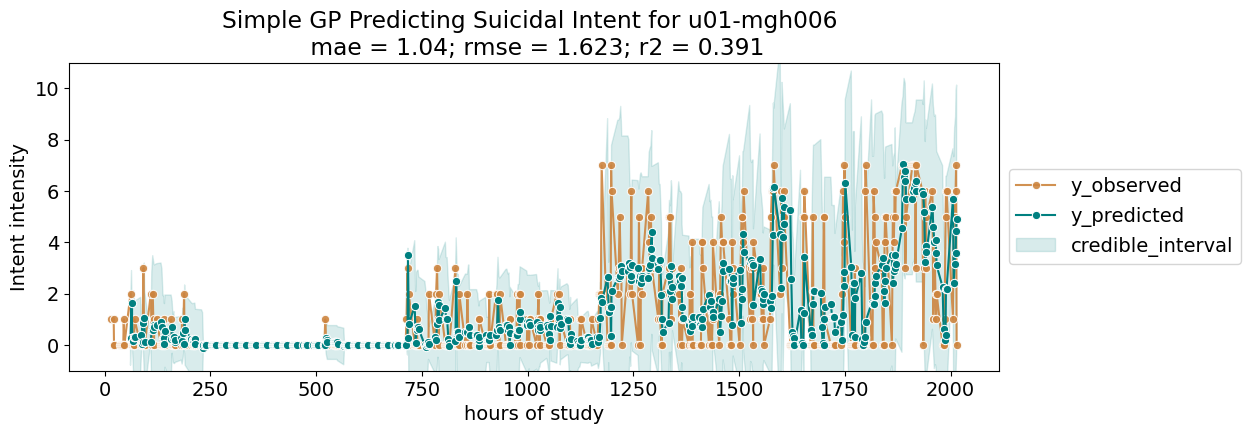 Simple GP Predicting Suicidal Intent for u01-mgh006
mae = 1.04; rmse = 1.623; r2 = 0.391
Intent intensity
10
8
6
4
2
0
0 250 500 750 1000 1250 1500 1750 2000
hours of study
y_observed
y_predicted
credible_interval